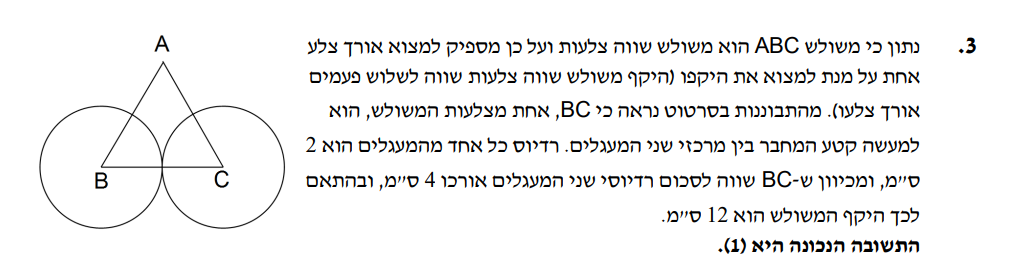 3. נתון כי משולש ABC הוא משולש שווה צלעות ועל כן מספיק למצוא אורך צלע
אחת על מנת למצוא את היקפו (היקף משולש שווה צלעות שווה לשלוש פעמים
אורך צלעו). מהתבוננות בסרטוט נראה כי BC, אחת מצלעות המשולש, הוא
למעשה קטע המחבר בין מרכזי שני המעגלים. רדיוס כל אחד מהמעגלים הוא 2
ס״מ, ומכיוון ש-BC שווה לסכום רדיוסי שני המעגלים אורכו 4 ס״מ, ובהתאם
לכך היקף המשולש הוא 12 ס״מ.
התשובה הנכונה היא (1).
A
B
C